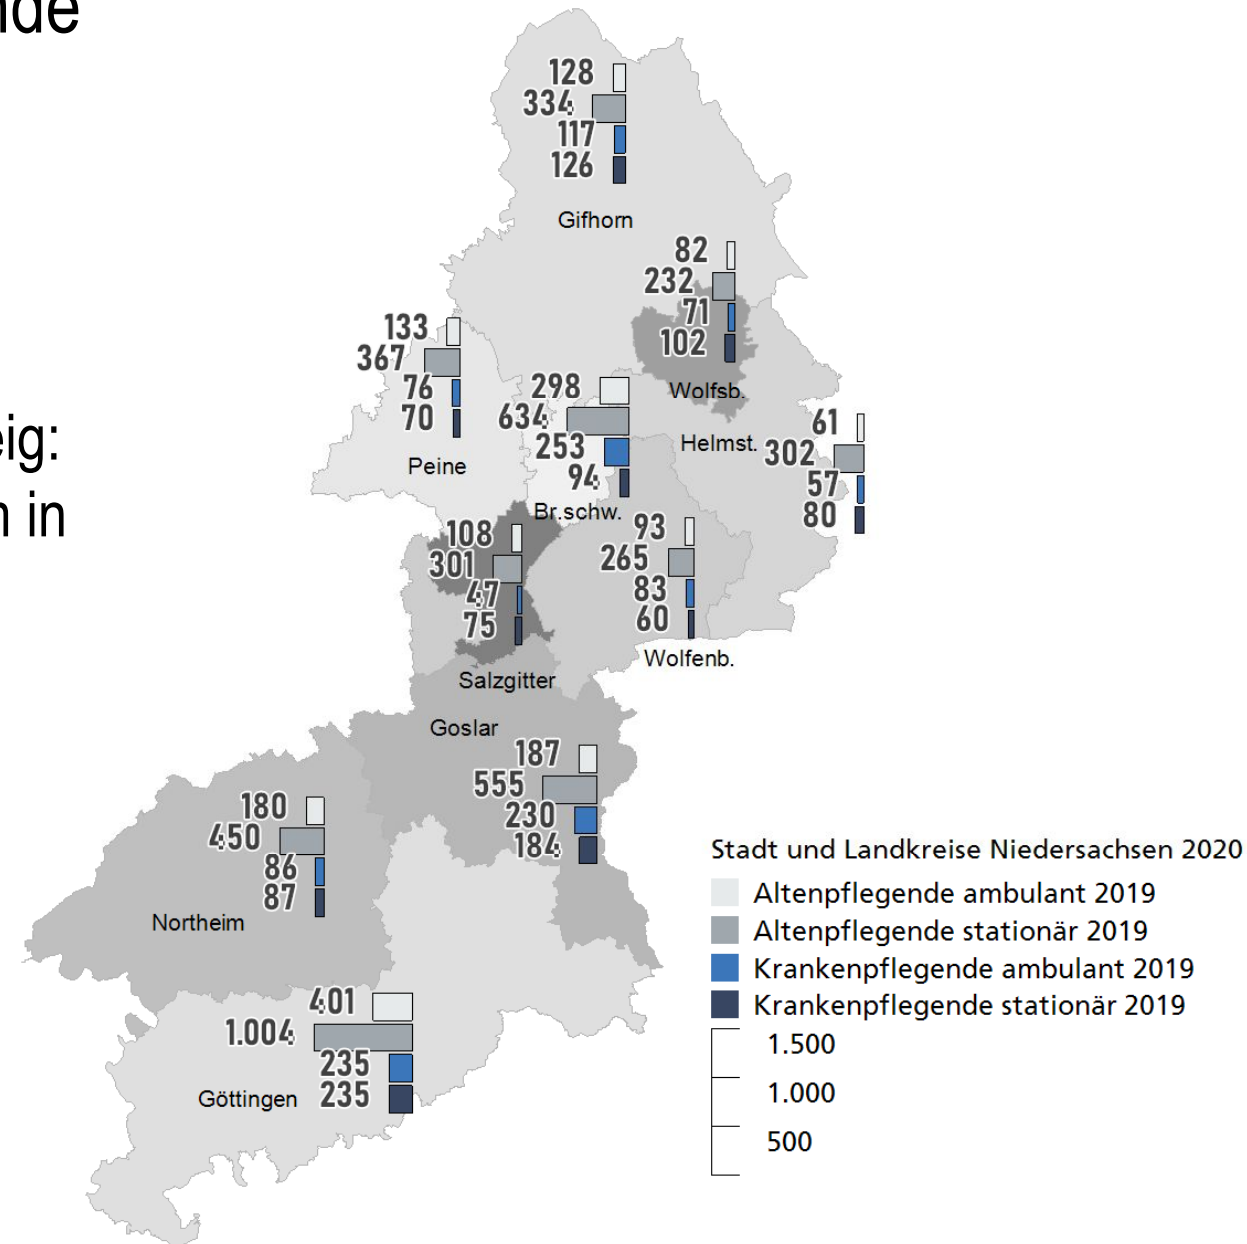 nde
eig:
n in
128
334
117
126
Gifhorn
82
232
71
102
Wolfsb.
133
367
76
70
Peine
298
634
253
94
Br.schw.
Helmst.
61
302
57
80
108
301
47
75
Salzgitter
93
265
83
60
Wolfenb.
Goslar
187
555
230
184
180
450
86
87
Northeim
401
1.004
235
235
Göttingen
Stadt und Landkreise Niedersachsen 2020
Altenpflegende ambulant 2019
Altenpflegende stationär 2019
Krankenpflegende ambulant 2019
Krankenpflegende stationär 2019
1.500
1.000
500